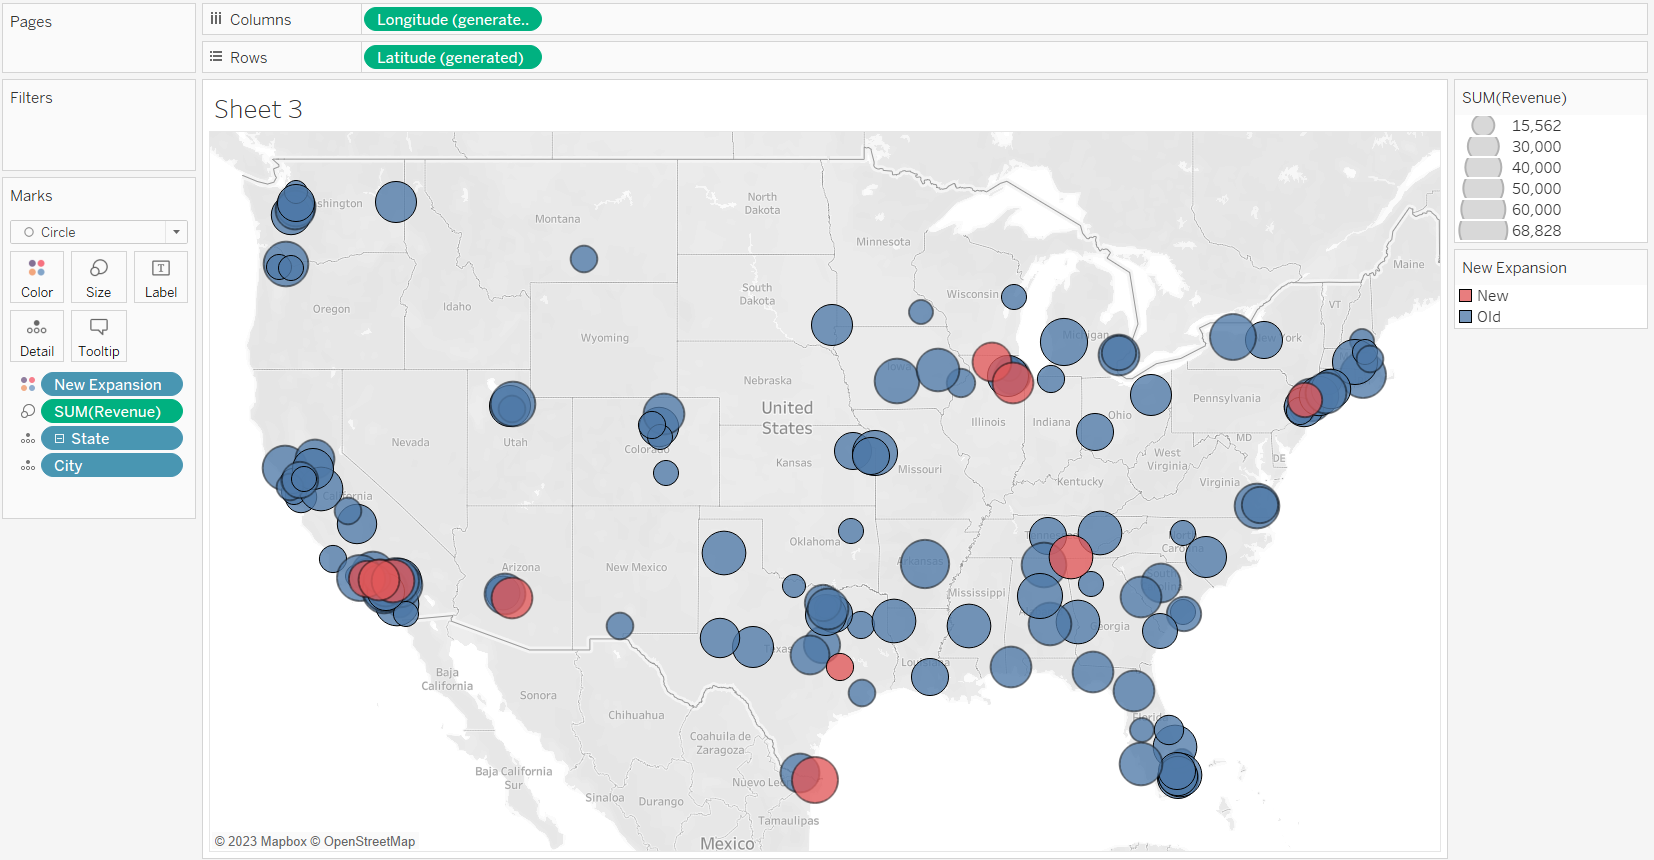 Pages
Columns
Longitude (generate..
Rows
Latitude (generated)
Filters
Marks
Circle
Color
Size
Label
Detail
Tooltip
New Expansion
SUM(Revenue)
State
City
Sheet 3
shington
Montana
North
Dakota
Minnesota
Maine
Oregon
Idaho
South
Dakota
Wisconsin
VT
Wyoming
Michigan
ork
Nebraska
Iowa
Pennsylvania
United
States
Illinois
Indiana
Ohio
Nevada
Utah
Colorado
Kansas
Missouri
MD
DE
West
Virginia
Kentucky
Virginia
Oklahoma
Arizona
New Mexico
Arkansas
Mississippi
Georgia
Texas
Florida
Baja
California
Sonora
Chihuahua
Coahuila de
Zaragoza
Baja California
Sur
Nuevo Le
Sinaloa
Durango
Tamaulipas
Mexico
© 2023 Mapbox © OpenStreetMap
SUM(Revenue)
15,562
30,000
40,000
50,000
60,000
68,828
New Expansion
New
Old